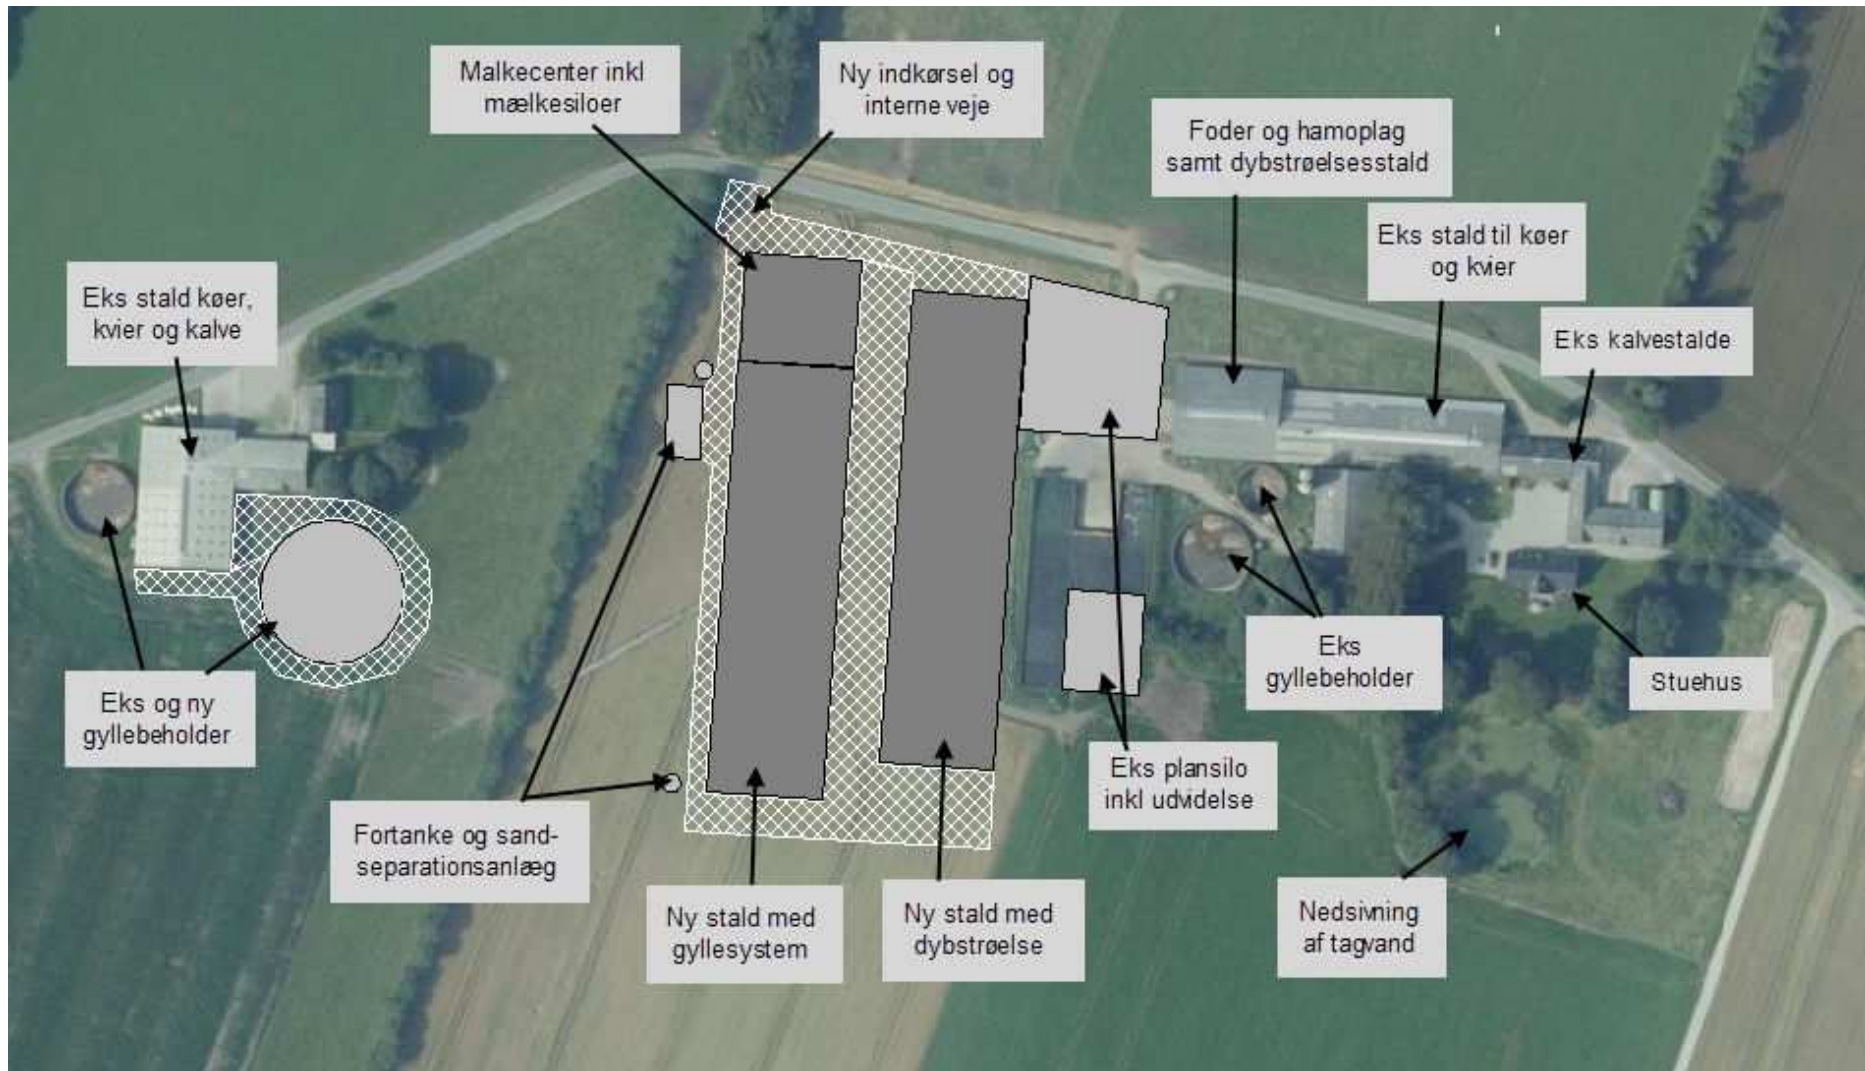 Malkecenter inkl
mælkesiloer
Ny indkørsel og
interne veje
Foder og hamoplag
samt dybstrøelsesstald
Eks stald til køer
og kvier
Eks stald køer,
kvier og kalve
Eks kalvestalde
Eks og ny
gyllebeholder
Eks
gyllebeholder
Stuehus
Eks plansilo
inkl udvidelse
Fortanke og sand-
separationsanlæg
Ny stald med
gyllesystem
Ny stald med
dybstrøelse
Nedsivning
af tagvand